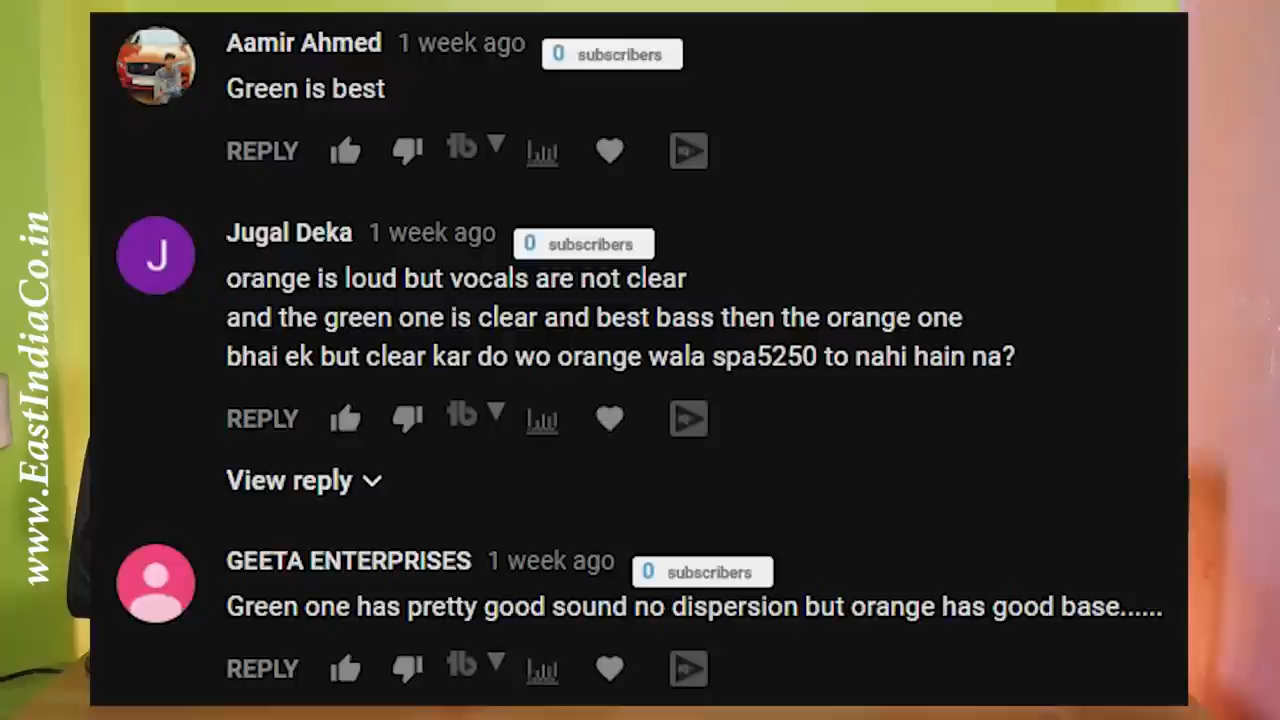 Aamir Ahmed 1 week ago 0 subscribers
Green is best
REPLY
Jugal Deka 1 week ago 0 subscribers
orange is loud but vocals are not clear
and the green one is clear and best bass then the orange one
bhai ek but clear kar do wo orange wala spa5250 to nahi hain na?
REPLY
View reply
GEETA ENTERPRISES 1 week ago 0 subscribers
Green one has pretty good sound no dispersion but orange has good base......
REPLY
www.EastIndiaCo.in
J